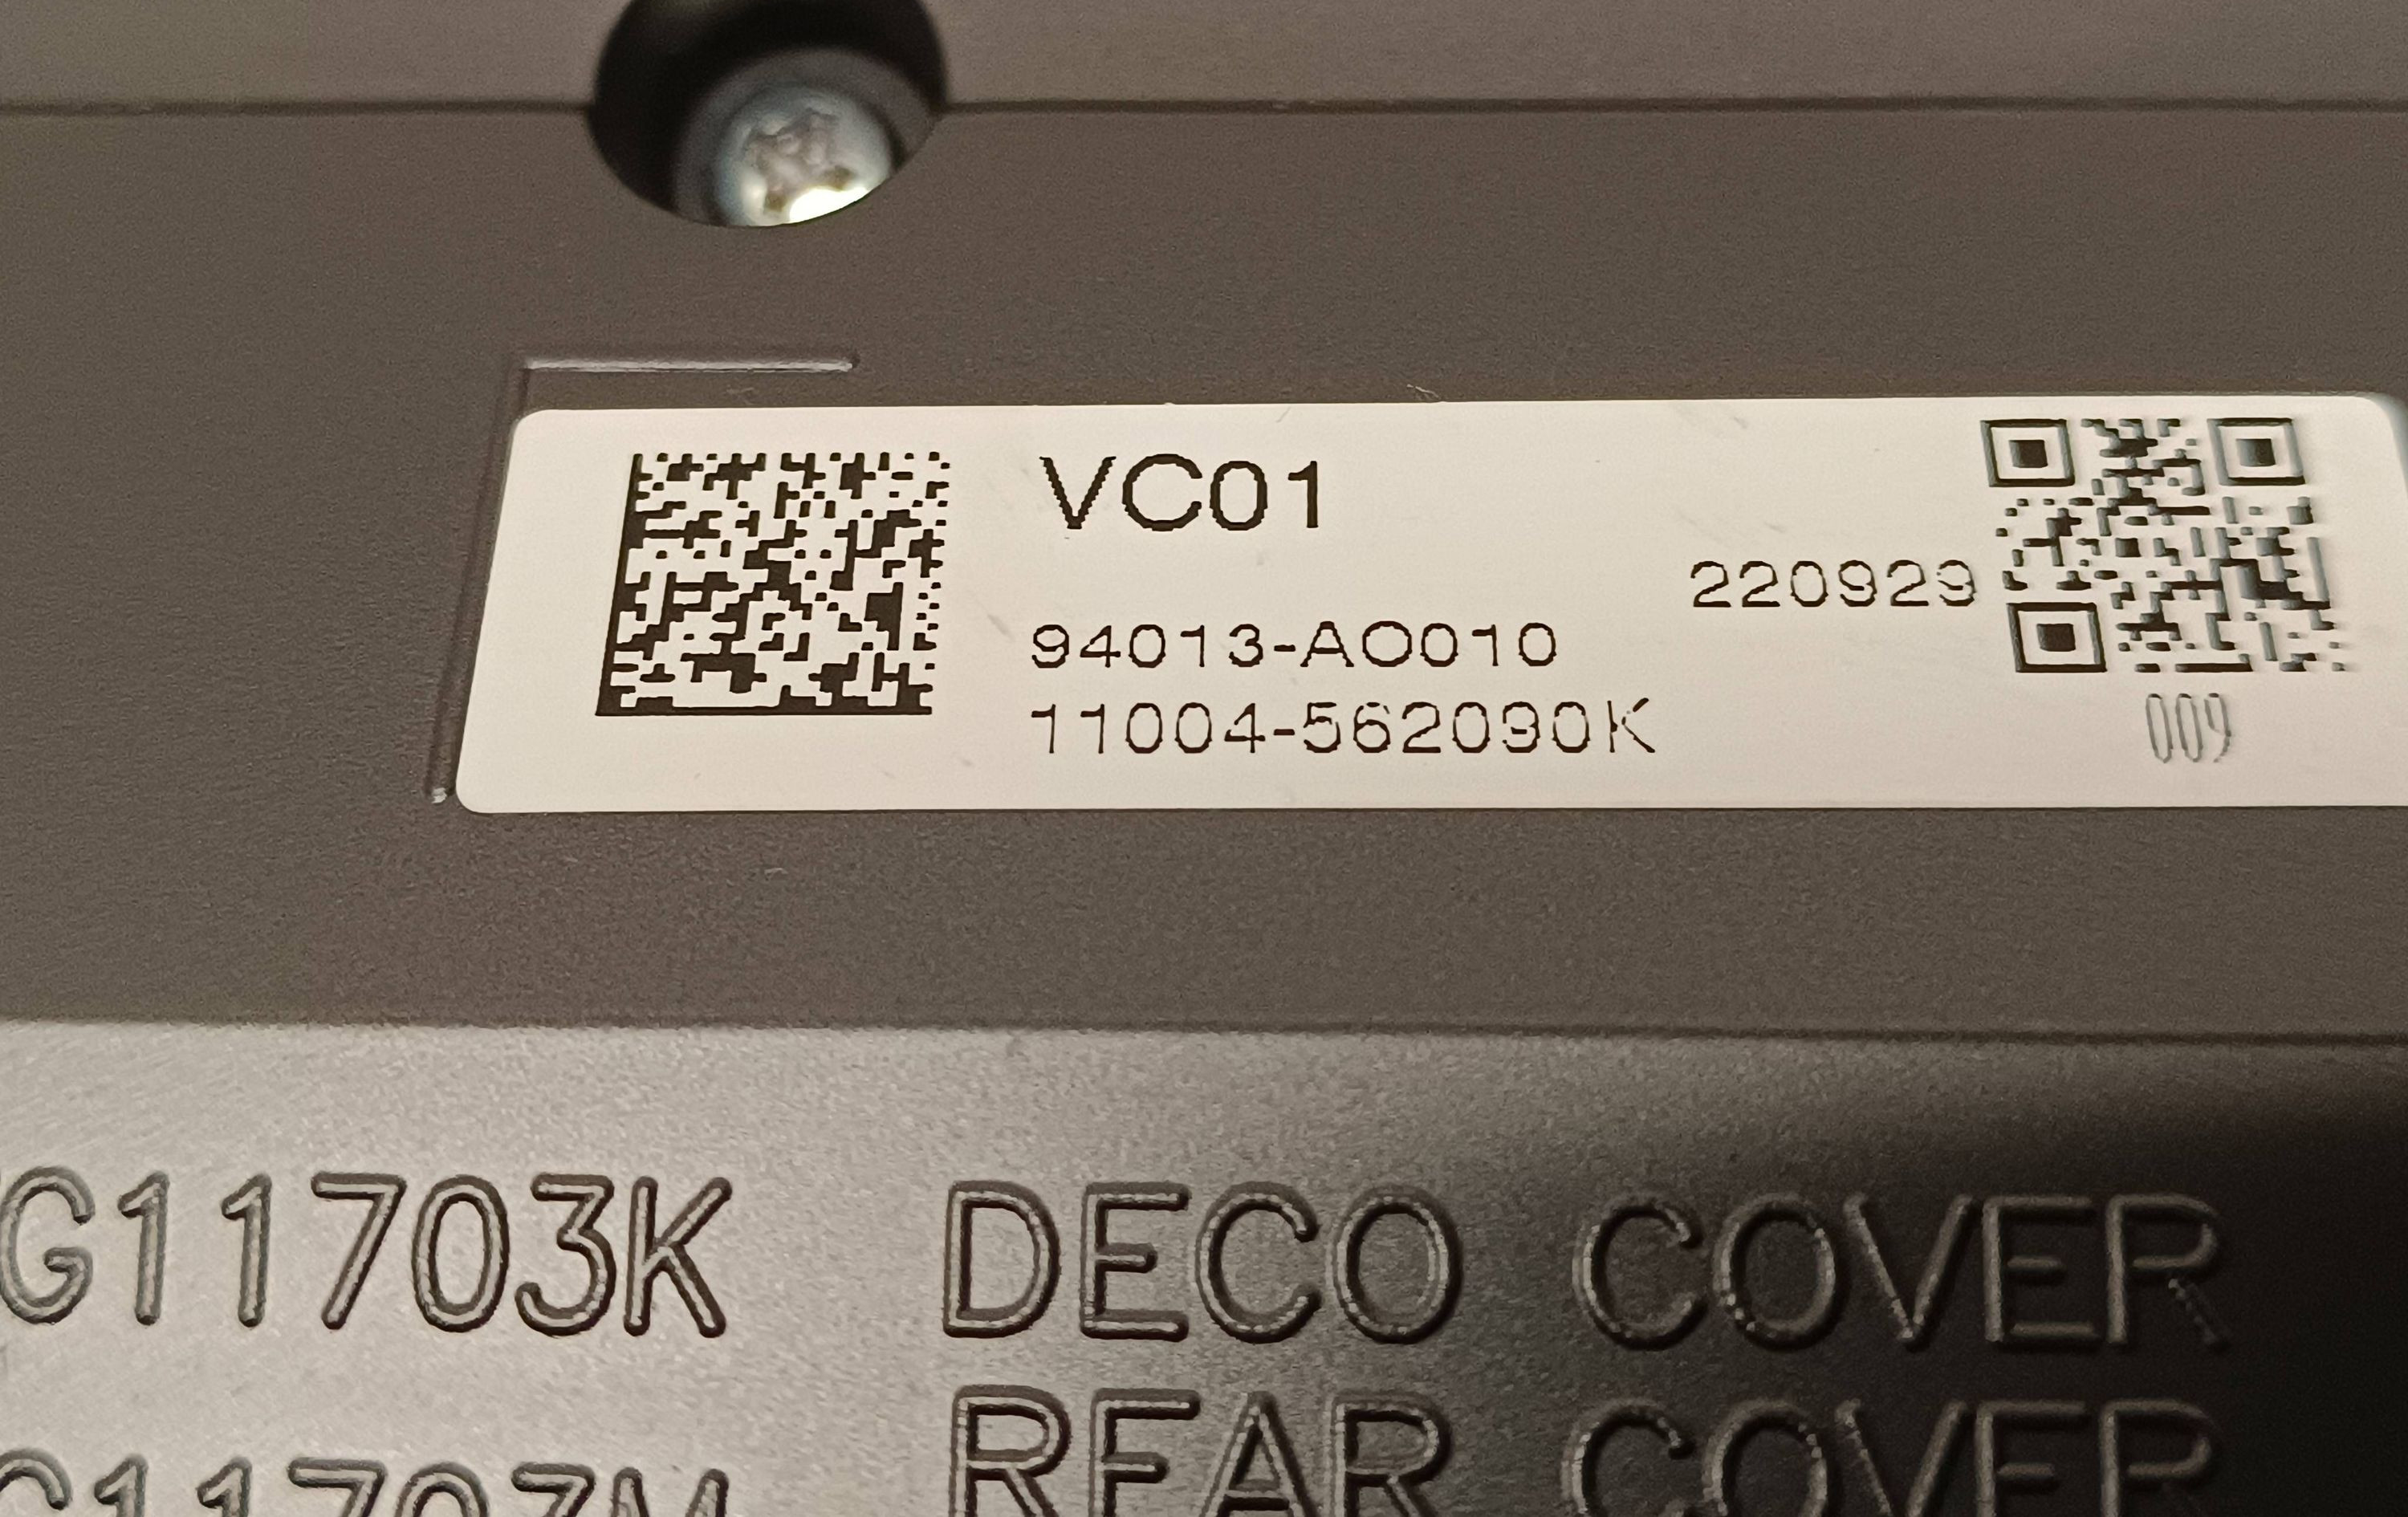 VC01
220929
94013-AO010
11004-562090K
009
G11703K DECO COVER
REAR COVER